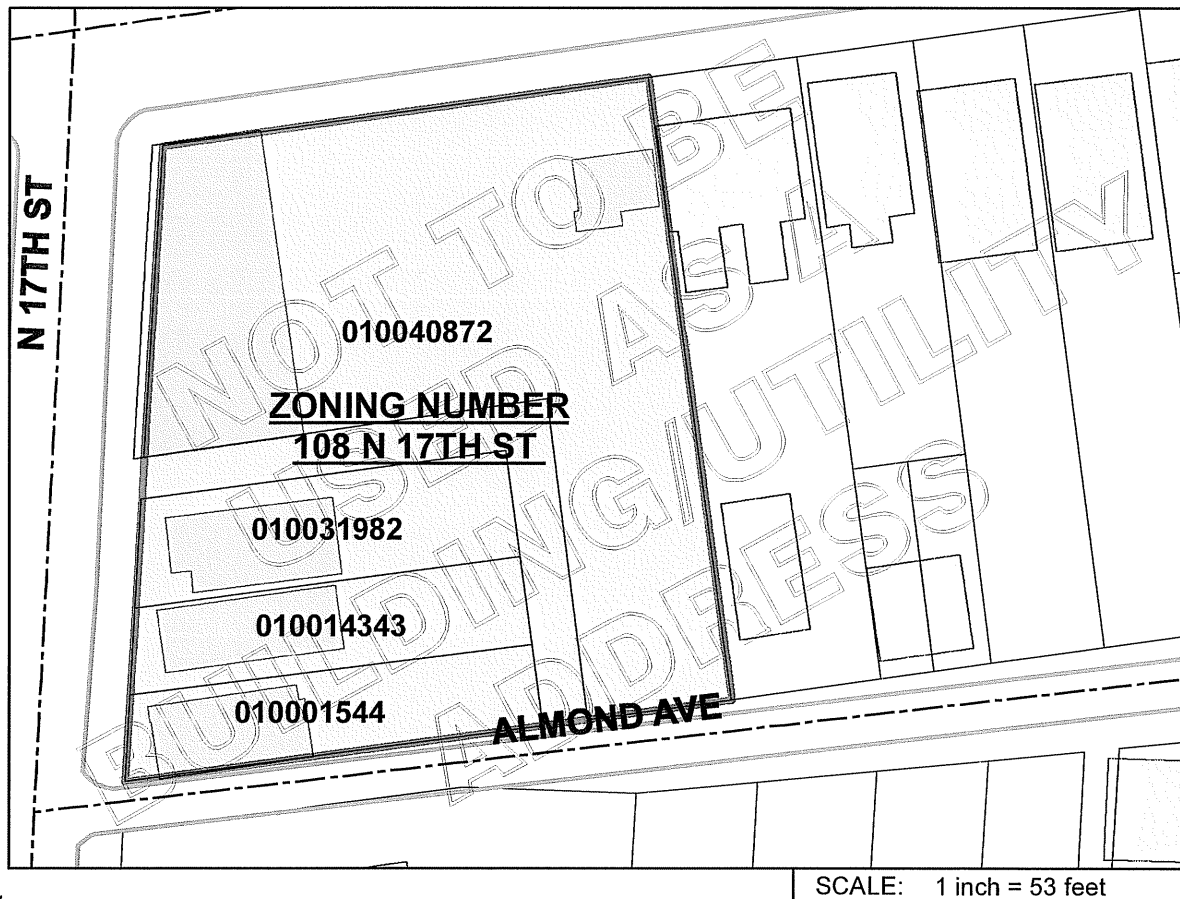 N 17TH ST
010040872
ZONING NUMBER
108 N 17TH ST
010031982
010014343
010001544
ALMOND AVE
NOT TO BE
USED AS A
BUILDING/UTILITY
ADDRESS
SCALE: 1 inch = 53 feet